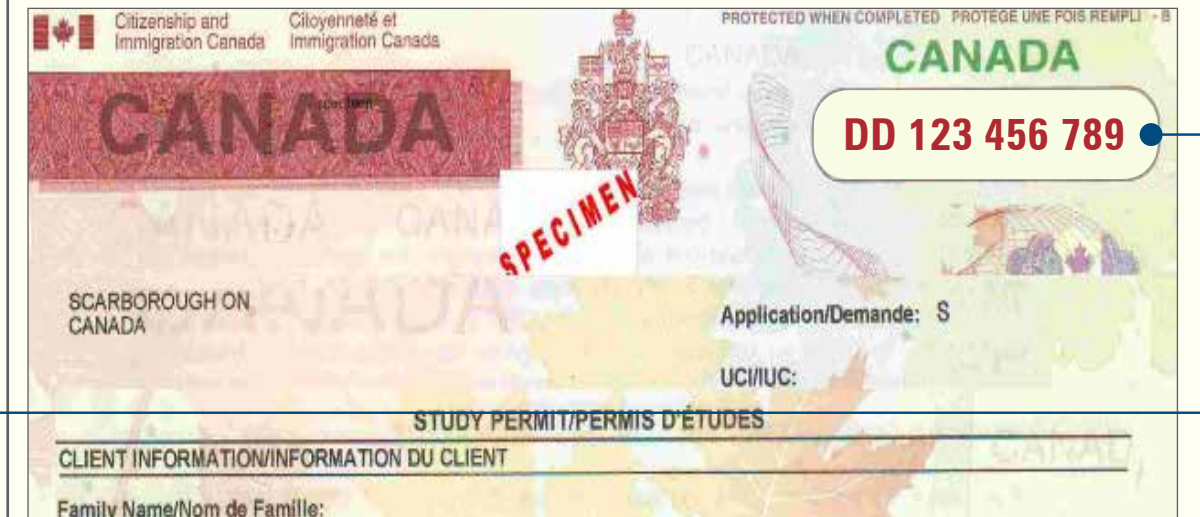 Citizenship and Citoyenneté et
Immigration Canada Immigration Canada
PROTECTED WHEN COMPLETED PROTÉGÉ UNE FOIS REMPLI - B
CANADA
CANADA
specimen
DD 123 456 789
SPECIMEN
SCARBOROUGH ON
CANADA
Application/Demande: S
UCI/IUC:
STUDY PERMIT/PERMIS D'ÉTUDES
CLIENT INFORMATION/INFORMATION DU CLIENT
Family Name/Nom de Famille: